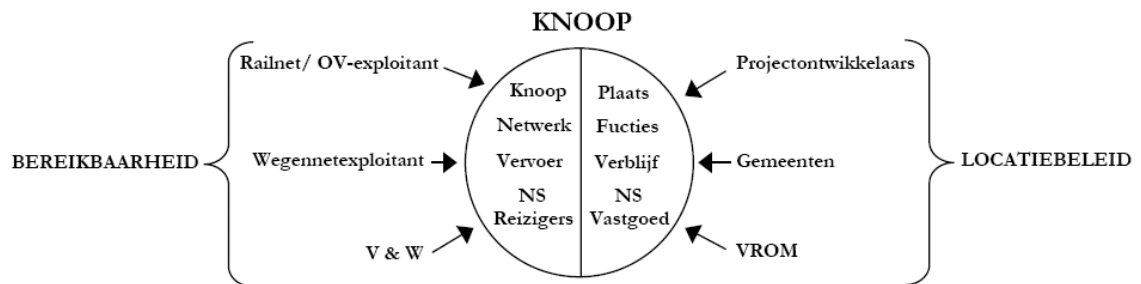 KNOOP
Railnet/ OV-exploitant
Projectontwikkelaars
Knoop
Plaats
Netwerk
Fucties
BEREIKBAARHEID
Wegennetexploitant
Vervoer
Verblijf
Gemeenten
LOCATIEBELEID
NS
Reizigers
NS
Vastgoed
V & W
VROM